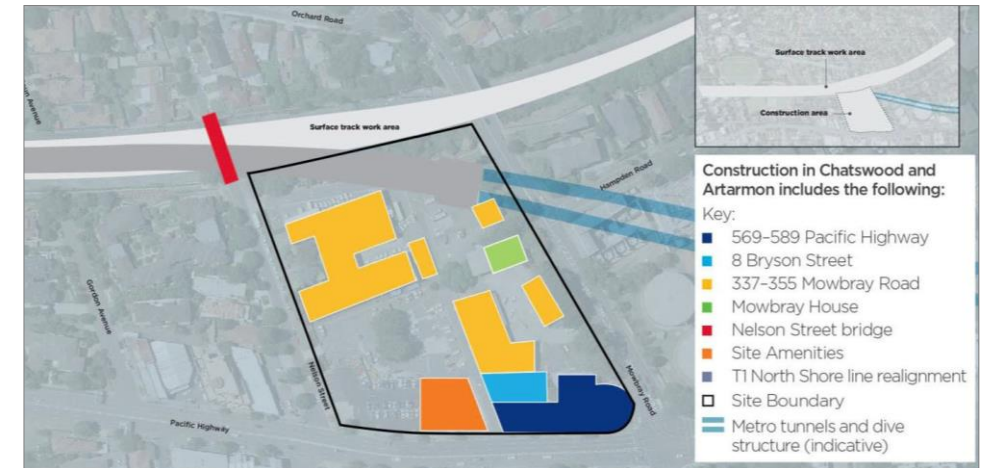 Orchard Road
Surface track work area
Hampden Road
Gordon Avenue
Nelson Street
Mowbray Road
Pacific Highway
Surface track work area
Construction area
Construction in Chatswood and
Artarmon includes the following:
Key:
569–589 Pacific Highway
8 Bryson Street
337–355 Mowbray Road
Mowbray House
Nelson Street bridge
Site Amenities
T1 North Shore line realignment
Site Boundary
Metro tunnels and dive
structure (indicative)